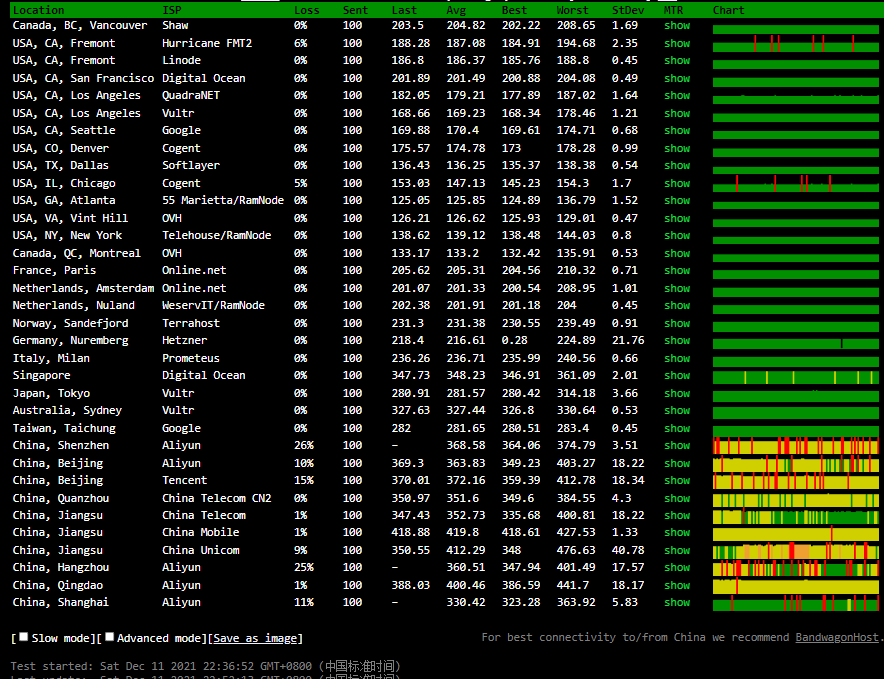 Location ISP Loss Sent Last Avg Best Worst StDev MTR Chart
Canada, BC, Vancouver Shaw 0% 100 203.5 204.82 202.22 208.65 1.69 show
USA, CA, Fremont Hurricane FMT2 6% 100 188.28 187.08 184.91 194.68 2.35 show
USA, CA, Fremont Linode 0% 100 186.8 186.37 185.76 188.8 0.45 show
USA, CA, San Francisco Digital Ocean 0% 100 201.89 201.49 200.88 204.08 0.49 show
USA, CA, Los Angeles QuadraNET 0% 100 182.05 179.21 177.89 187.02 1.64 show
USA, CA, Los Angeles Vultr 0% 100 168.66 169.23 168.34 178.46 1.21 show
USA, CA, Seattle Google 0% 100 169.88 170.4 169.61 174.71 0.68 show
USA, CO, Denver Cogent 0% 100 175.57 174.78 173 178.28 0.99 show
USA, TX, Dallas Softlayer 0% 100 136.43 136.25 135.37 138.38 0.54 show
USA, IL, Chicago Cogent 5% 100 153.03 147.13 145.23 154.3 1.7 show
USA, GA, Atlanta 55 Marietta/RamNode 0% 100 125.05 125.85 124.89 136.79 1.52 show
USA, VA, Vint Hill OVH 0% 100 126.21 126.62 125.93 129.01 0.47 show
USA, NY, New York Telehouse/RamNode 0% 100 138.62 139.12 138.48 144.03 0.8 show
Canada, QC, Montreal OVH 0% 100 133.17 133.2 132.42 135.91 0.53 show
France, Paris Online.net 0% 100 205.62 205.31 204.56 210.32 0.71 show
Netherlands, Amsterdam Online.net 0% 100 201.07 201.33 200.54 208.95 1.01 show
Netherlands, Nuland WeservIT/RamNode 0% 100 202.38 201.91 201.18 204 0.45 show
Norway, Sandefjord Terrahost 0% 100 231.3 231.38 230.55 239.49 0.91 show
Germany, Nuremberg Hetzner 0% 100 218.4 216.61 0.28 224.89 21.76 show
Italy, Milan Prometeus 0% 100 236.26 236.71 235.99 240.56 0.66 show
Singapore Digital Ocean 0% 100 347.73 348.23 346.91 361.09 2.01 show
Japan, Tokyo Vultr 0% 100 280.91 281.57 280.42 314.18 3.66 show
Australia, Sydney Vultr 0% 100 327.63 327.44 326.8 330.64 0.53 show
Taiwan, Taichung Google 0% 100 282 281.65 280.51 283.4 0.45 show
China, Shenzhen Aliyun 26% 100 – 368.58 364.06 374.79 3.51 show
China, Beijing Aliyun 10% 100 369.3 363.83 349.23 403.27 18.22 show
China, Beijing Tencent 15% 100 370.01 372.16 359.39 412.78 18.34 show
China, Quanzhou China Telecom CN2 0% 100 350.97 351.6 349.6 384.55 4.3 show
China, Jiangsu China Telecom 1% 100 347.43 352.73 335.68 400.81 18.22 show
China, Jiangsu China Mobile 1% 100 418.88 419.8 418.61 427.53 1.33 show
China, Jiangsu China Unicom 9% 100 350.55 412.29 348 476.63 40.78 show
China, Hangzhou Aliyun 25% 100 – 360.51 347.94 401.49 17.57 show
China, Qingdao Aliyun 1% 100 388.03 400.46 386.59 441.7 18.17 show
China, Shanghai Aliyun 11% 100 – 330.42 323.28 363.92 5.83 show
[ Slow mode][ Advanced mode][Save as image] For best connectivity to/from China we recommend BandwagonHost.
Test started: Sat Dec 11 2021 22:36:52 GMT+0800 (中国标准时间)